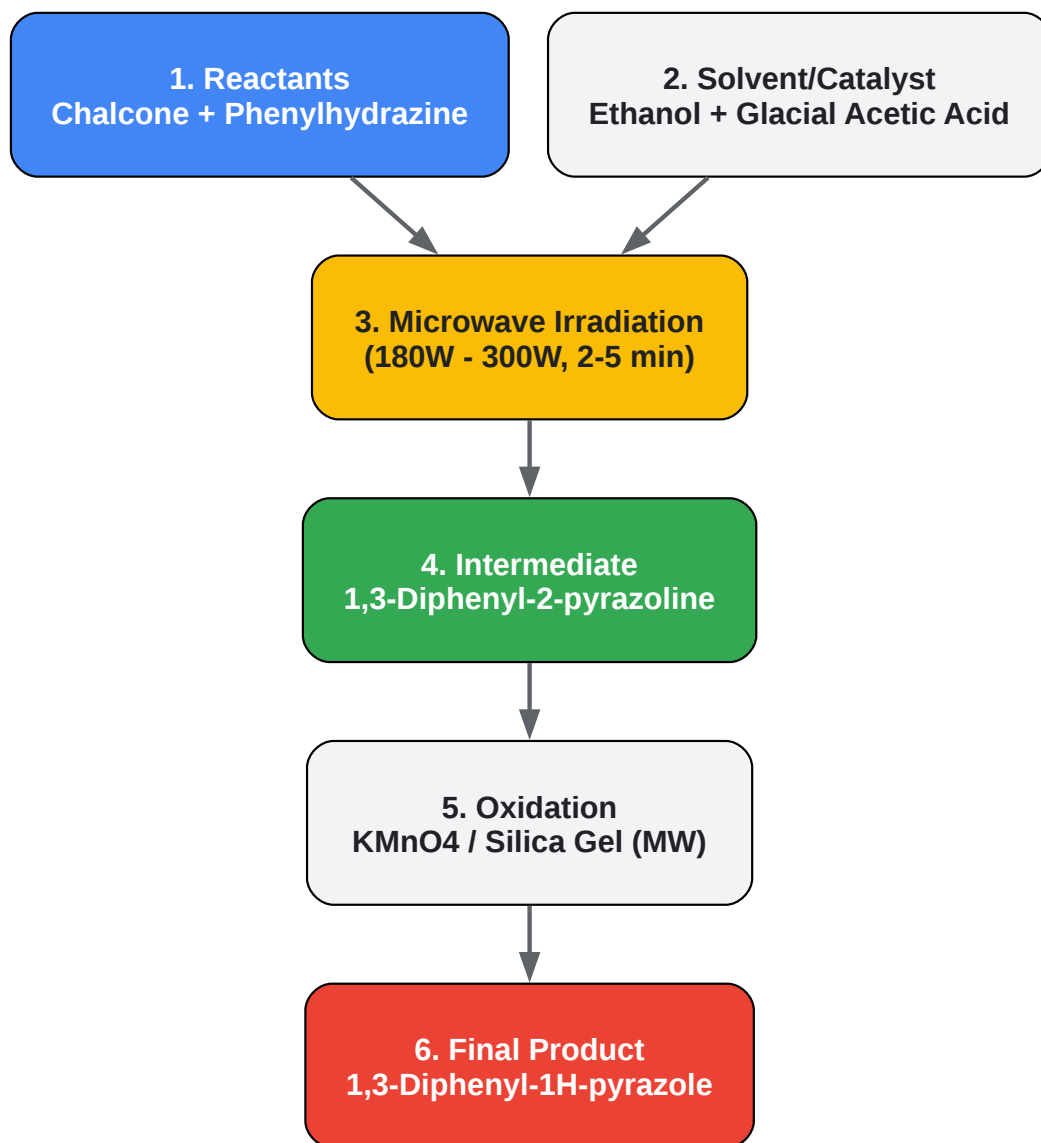 1. Reactants
Chalcone + Phenylhydrazine
2. Solvent/Catalyst
Ethanol + Glacial Acetic Acid
3. Microwave Irradiation
(180W - 300W, 2-5 min)
4. Intermediate
1,3-Diphenyl-2-pyrazoline
5. Oxidation
KMnO4 / Silica Gel (MW)
6. Final Product
1,3-Diphenyl-1H-pyrazole